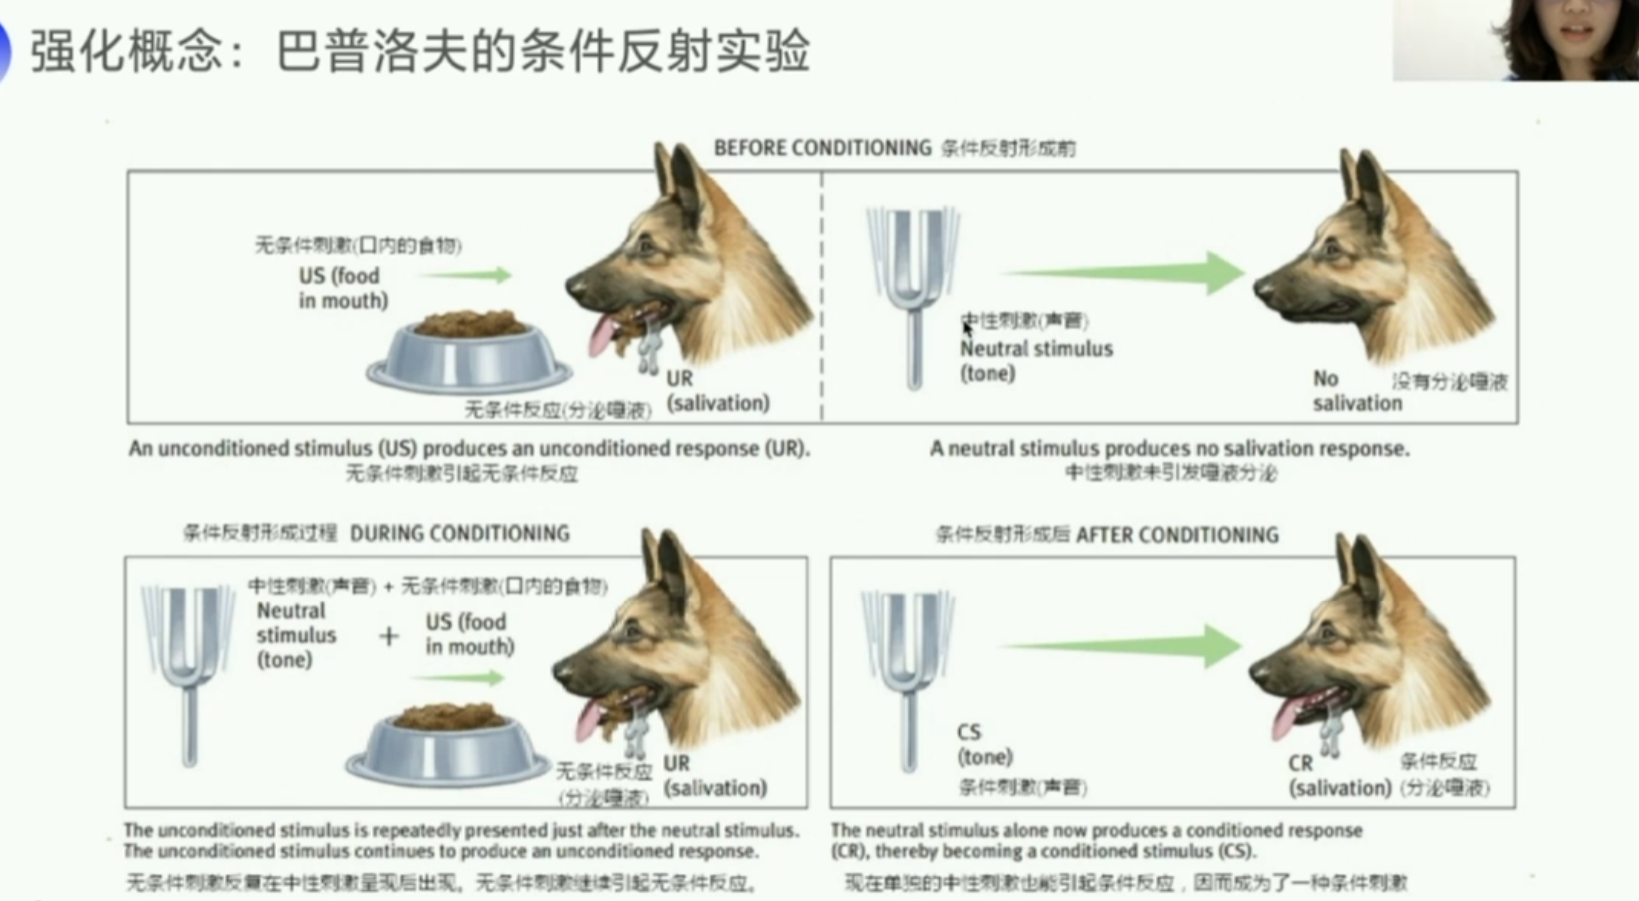 强化概念：巴普洛夫的条件反射实验
BEFORE CONDITIONING 条件反射形成前
无条件刺激(口内的食物)
US (food
in mouth)
UR
(salivation)
无条件反应(分泌唾液)
中性刺激(声音)
Neutral stimulus
(tone)
No
salivation
没有分泌唾液
An unconditioned stimulus (US) produces an unconditioned response (UR).
无条件刺激引起无条件反应
A neutral stimulus produces no salivation response.
中性刺激未引发唾液分泌
条件反射形成过程 DURING CONDITIONING
中性刺激(声音) + 无条件刺激(口内的食物)
Neutral
stimulus
(tone)
+
US (food
in mouth)
无条件反应
(分泌唾液)
UR
(salivation)
The unconditioned stimulus is repeatedly presented just after the neutral stimulus.
The unconditioned stimulus continues to produce an unconditioned response.
无条件刺激反复在中性刺激呈现后出现。无条件刺激继续引起无条件反应。
条件反射形成后 AFTER CONDITIONING
CS
(tone)
条件刺激(声音)
CR
(salivation)
条件反应
(分泌唾液)
The neutral stimulus alone now produces a conditioned response
(CR), thereby becoming a conditioned stimulus (CS).
现在单独的中性刺激也能引起条件反应，因而成为了一种条件刺激